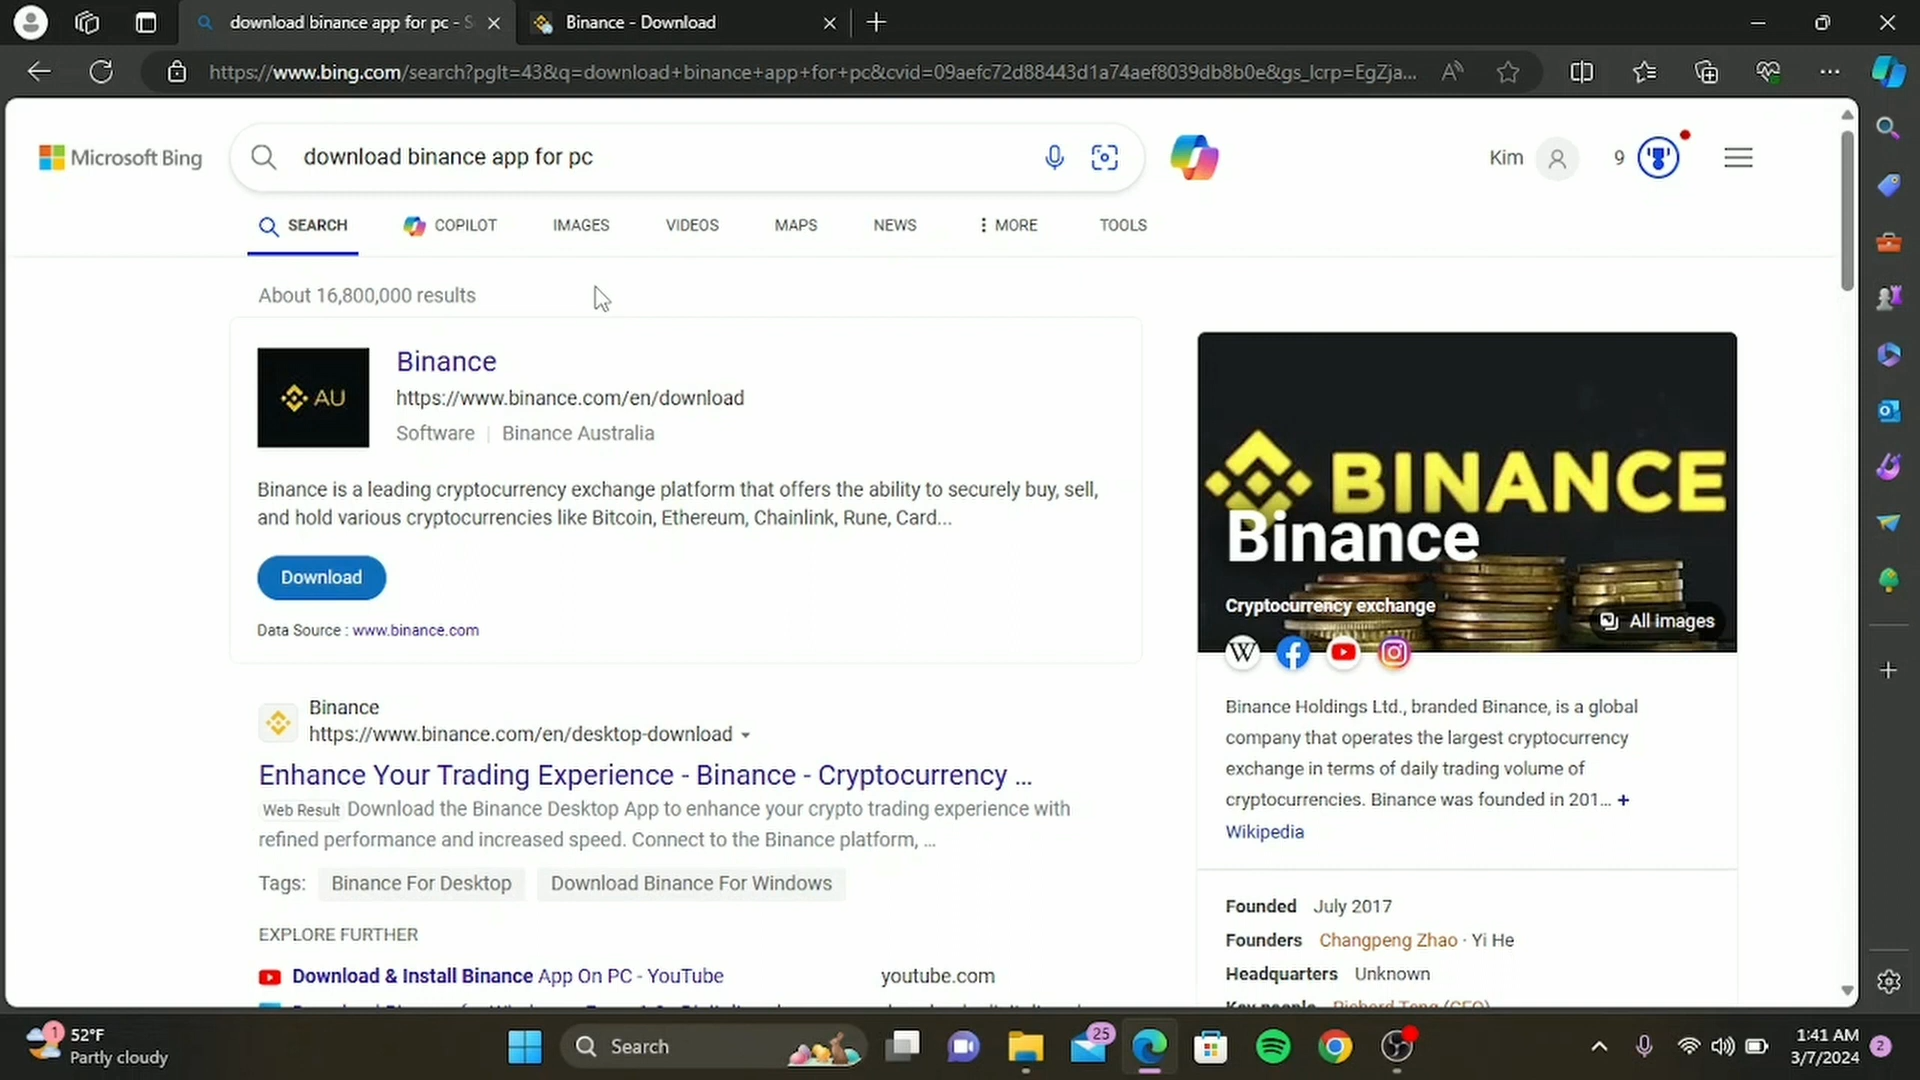 download binance app for pc - S
Binance - Download
https://www.bing.com/search?pglt=43&q=download+binance+app+for+pc&cvid=09aefc72d88443d1a74aef8039db8b0e&gs_lcrp=EgZja...
Microsoft Bing
download binance app for pc
Kim
9
SEARCH
COPILOT
IMAGES
VIDEOS
MAPS
NEWS
MORE
TOOLS
About 16,800,000 results
AU
Binance
https://www.binance.com/en/download
Software | Binance Australia
Binance is a leading cryptocurrency exchange platform that offers the ability to securely buy, sell,
and hold various cryptocurrencies like Bitcoin, Ethereum, Chainlink, Rune, Card...
Download
Data Source : www.binance.com
Binance
https://www.binance.com/en/desktop-download
Enhance Your Trading Experience - Binance - Cryptocurrency ...
Web Result Download the Binance Desktop App to enhance your crypto trading experience with
refined performance and increased speed. Connect to the Binance platform, ...
Tags: Binance For Desktop Download Binance For Windows
EXPLORE FURTHER
Download & Install Binance App On PC - YouTube youtube.com
BINANCE
Binance
Cryptocurrency exchange
All images
W
Binance Holdings Ltd., branded Binance, is a global
company that operates the largest cryptocurrency
exchange in terms of daily trading volume of
cryptocurrencies. Binance was founded in 201... +
Wikipedia
Founded July 2017
Founders Changpeng Zhao · Yi He
Headquarters Unknown
Key people Richard Teng (CEO)
1
52°F
Partly cloudy
Search
25
1:41 AM
3/7/2024
2